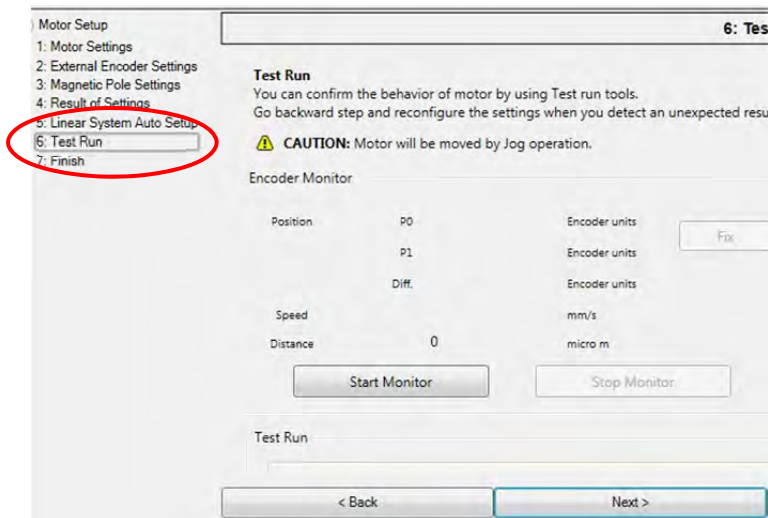 Motor Setup
1: Motor Settings
2: External Encoder Settings
3: Magnetic Pole Settings
4: Result of Settings
5: Linear System Auto Setup
6: Test Run
7: Finish
6: Tes
Test Run
You can confirm the behavior of motor by using Test run tools.
Go backward step and reconfigure the settings when you detect an unexpected resu
CAUTION: Motor will be moved by Jog operation.
Encoder Monitor
Position P0 Encoder units Fix
P1 Encoder units
Diff. Encoder units
Speed mm/s
Distance 0 micro m
Start Monitor Stop Monitor
Test Run
< Back Next >